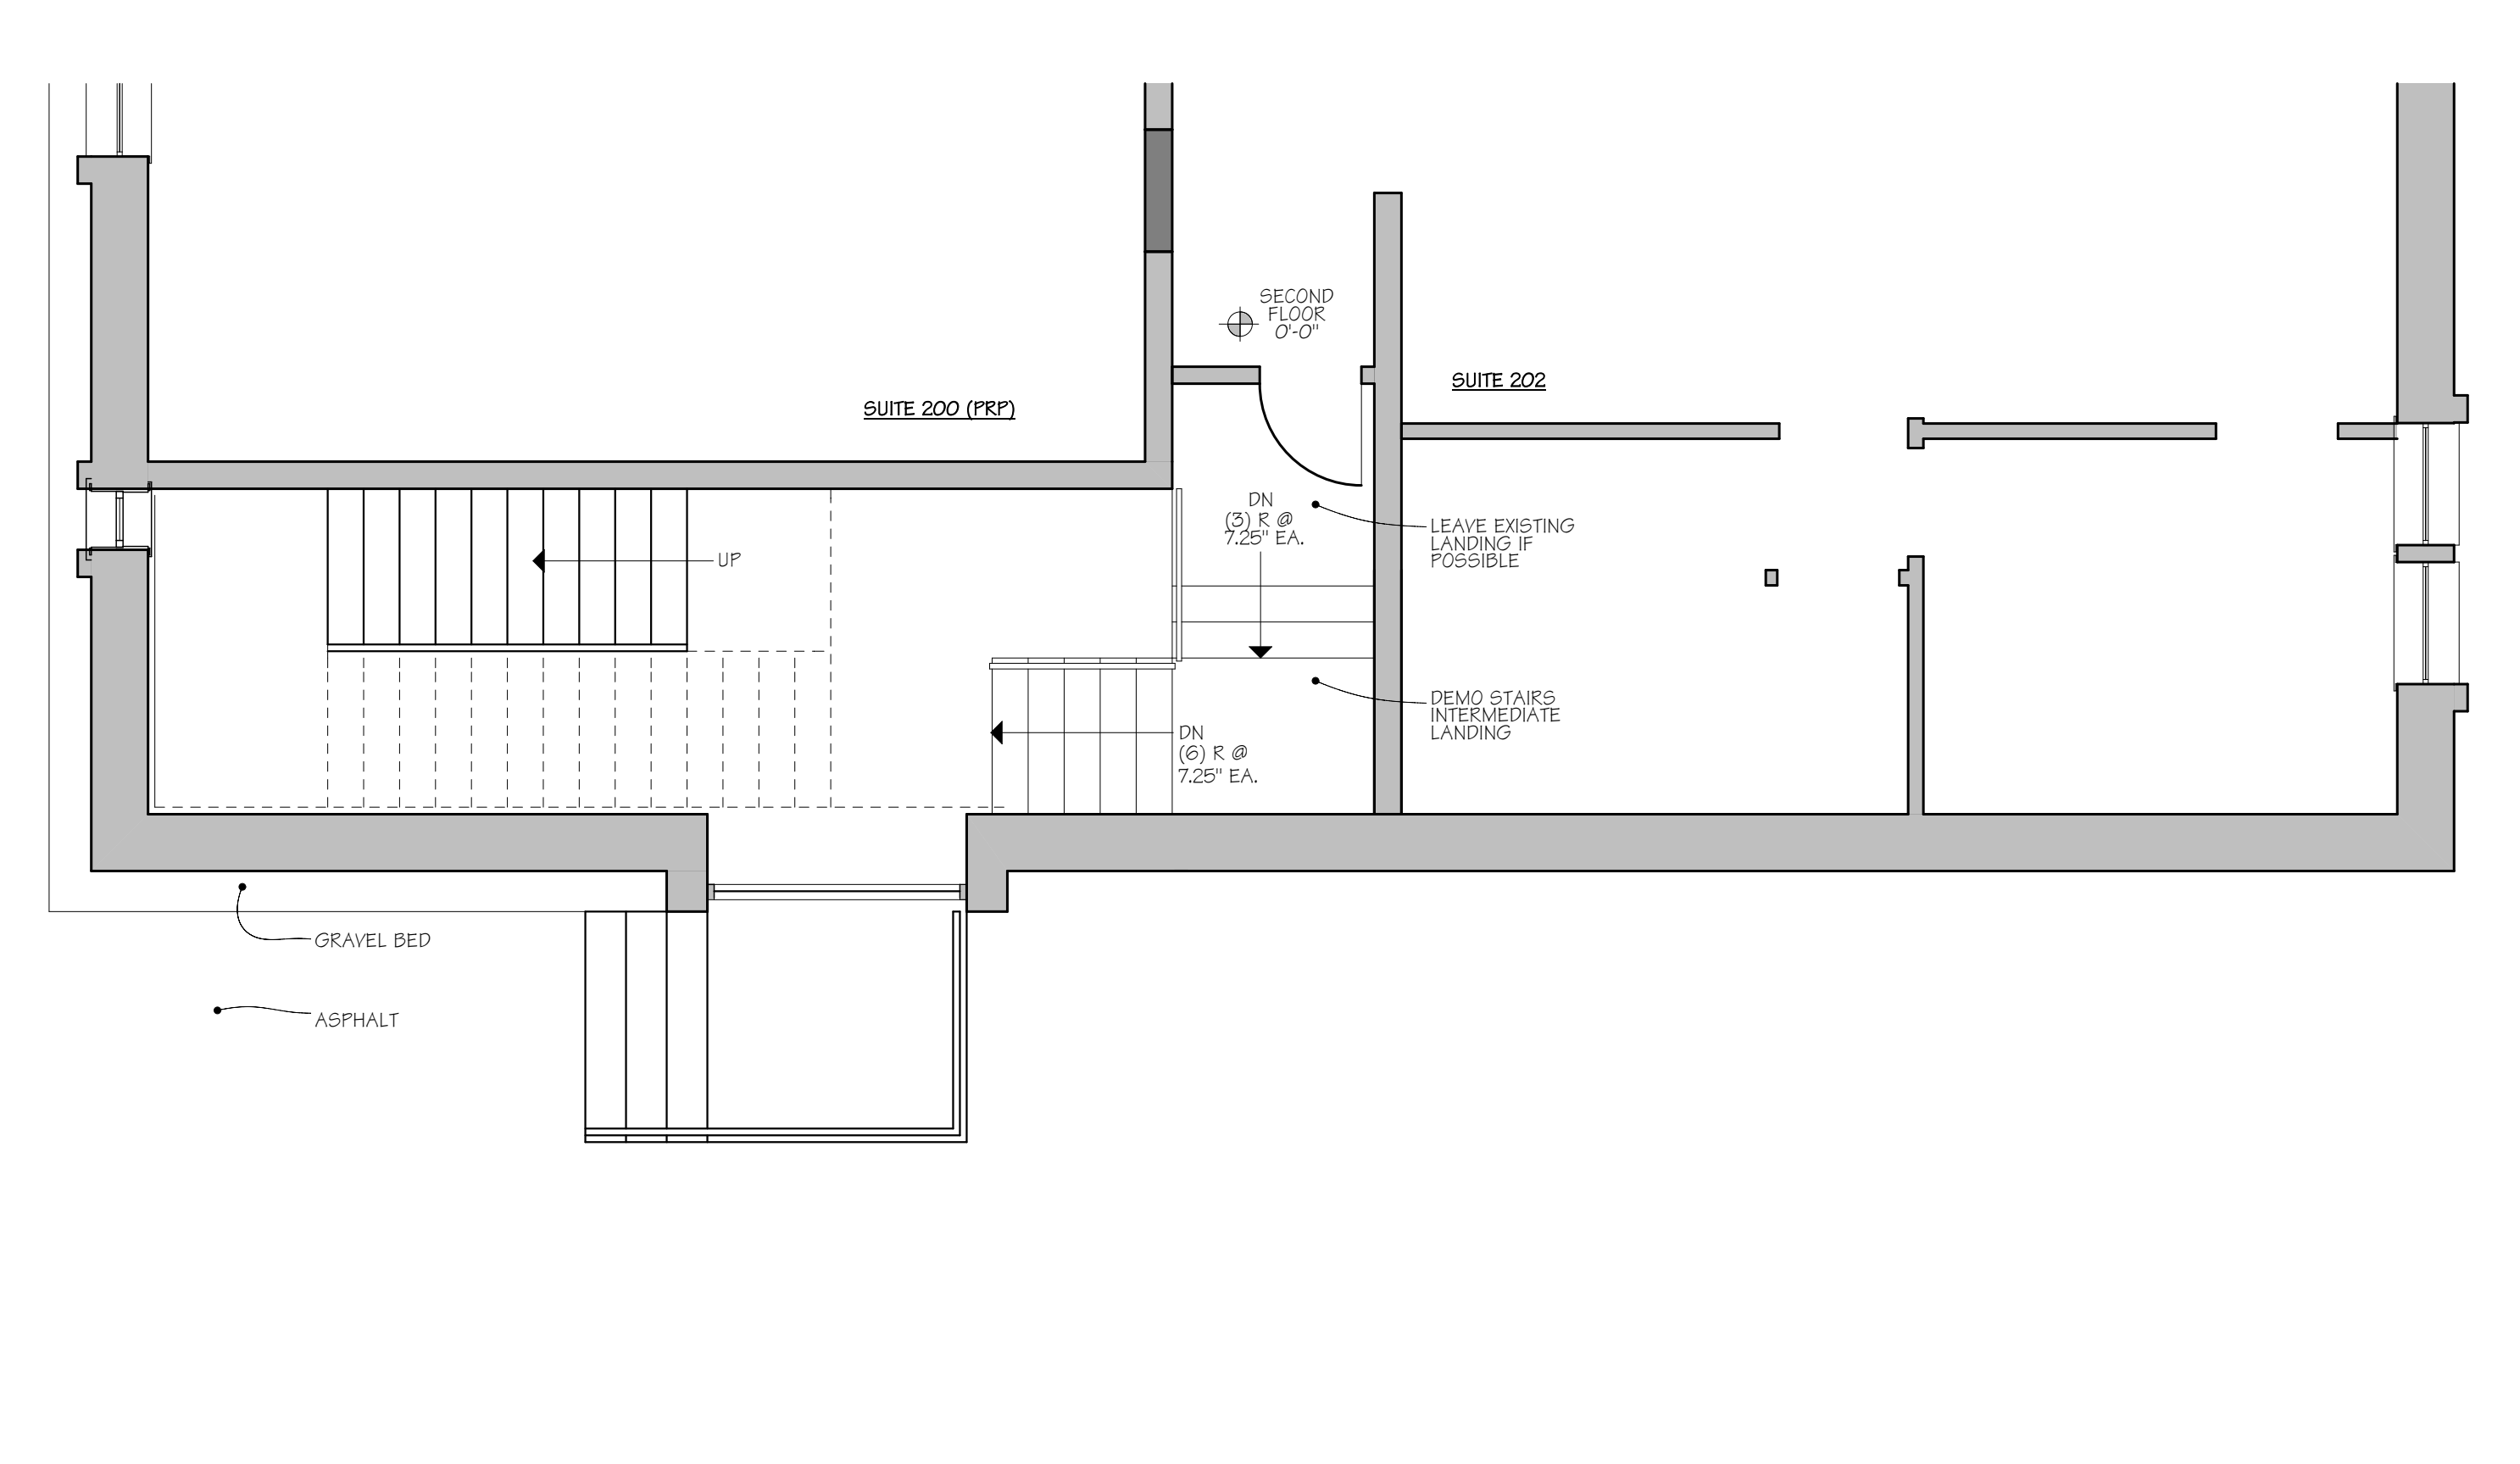 SECOND
FLOOR
0'-0"
SUITE 202
SUITE 200 (PRP)
DN
(3) R @
7.25" EA.
LEAVE EXISTING
LANDING IF
POSSIBLE
UP
DEMO STAIRS
INTERMEDIATE
LANDING
DN
(6) R @
7.25" EA.
GRAVEL BED
ASPHALT